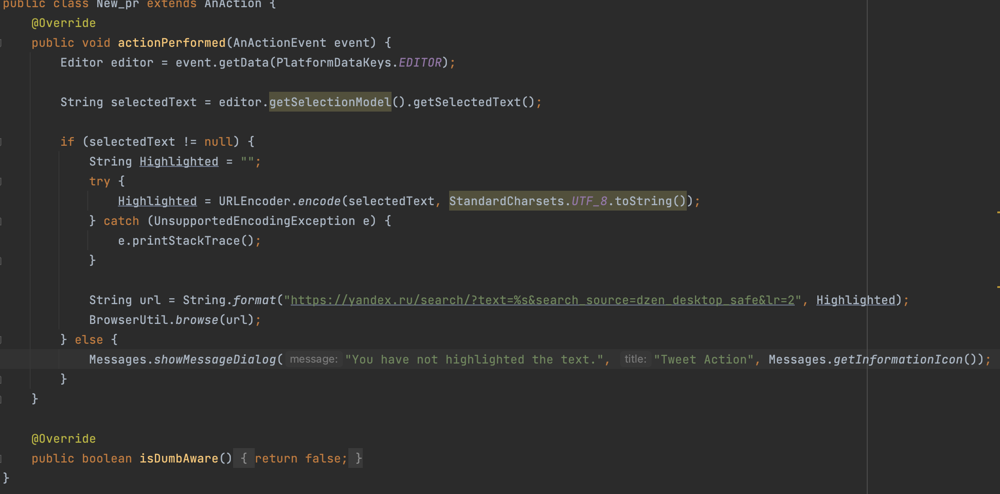 public class New_pr extends AnAction {
@Override
public void actionPerformed(AnActionEvent event) {
Editor editor = event.getData(PlatformDataKeys.EDITOR);
String selectedText = editor.getSelectionModel().getSelectedText();
if (selectedText != null) {
String Highlighted = "";
try {
Highlighted = URLEncoder.encode(selectedText, StandardCharsets.UTF_8.toString());
} catch (UnsupportedEncodingException e) {
e.printStackTrace();
}
String url = String.format("https://yandex.ru/search/?text=%s&search_source=dzen_desktop_safe&lr=2", Highlighted);
BrowserUtil.browse(url);
} else {
Messages.showMessageDialog( message: "You have not highlighted the text.", title: "Tweet Action", Messages.getInformationIcon());
}
}
@Override
public boolean isDumbAware() { return false; }
}